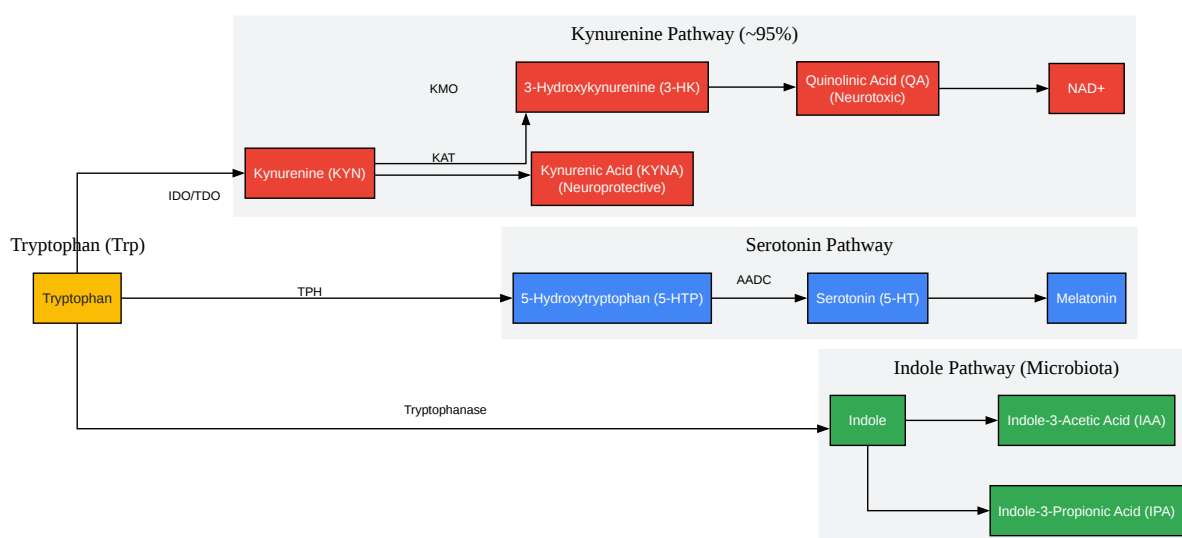 Kynurenine Pathway (~95%)
KMO
3-Hydroxykynurenine (3-HK)
Quinolinic Acid (QA)
(Neurotoxic)
NAD+
Kynurenine (KYN)
KAT
Kynurenic Acid (KYNA)
(Neuroprotective)
IDO/TDO
Tryptophan (Trp)
Tryptophan
TPH
Serotonin Pathway
5-Hydroxytryptophan (5-HTP)
AADC
Serotonin (5-HT)
Melatonin
Indole Pathway (Microbiota)
Tryptophanase
Indole
Indole-3-Acetic Acid (IAA)
Indole-3-Propionic Acid (IPA)